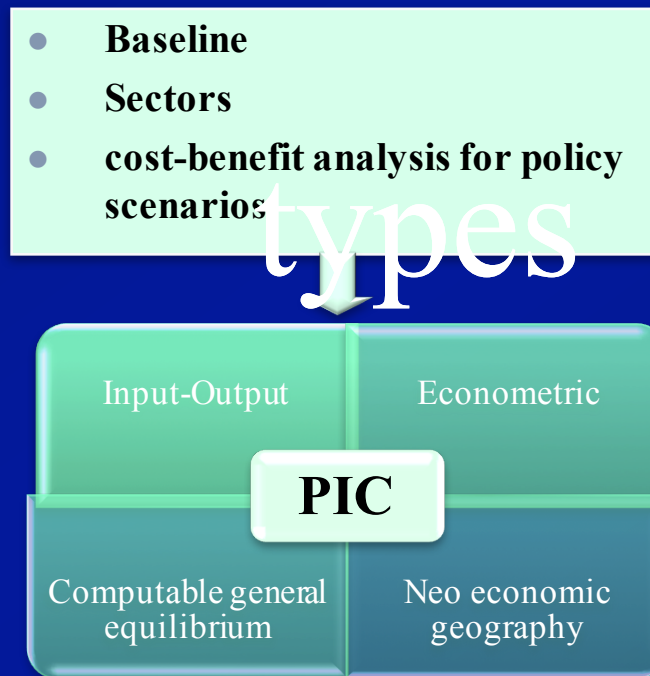 Baseline
Sectors
cost-benefit analysis for policy
scenarios
types
Input-Output
Econometric
PIC
Computable general
equilibrium
Neo economic
geography